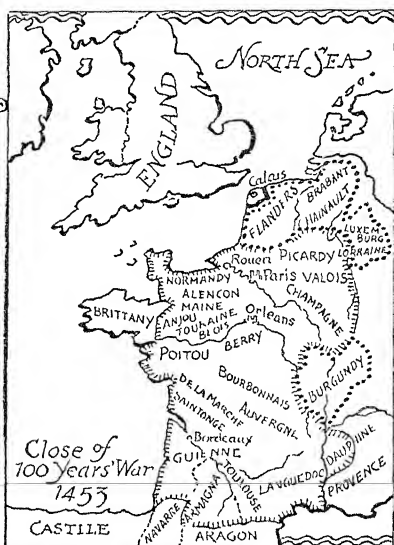 NORTH SEA
ENGLAND
Calais
FLANDERS
BRABANT
HAINAULT
LUXEM
BURG
LORRAINE
Rouen PICARDY
NORMANDY
Paris VALOIS
ALENCON
MAINE
CHAMPAGNE
BRITTANY
ANJOU
TOURAINE
BLOIS
Orleans
POITOU
BERRY
BURGUNDY
BOURBONNAIS
DE LA MARCHE
SAINTONGE
AUVERGNE
Bordeaux
GUIENNE
TOULOUSE
LANGUEDOC
DAUPHINE
PROVENCE
Close of
100 Years' War
1453
CASTILE
NAVARRE
ARAGON